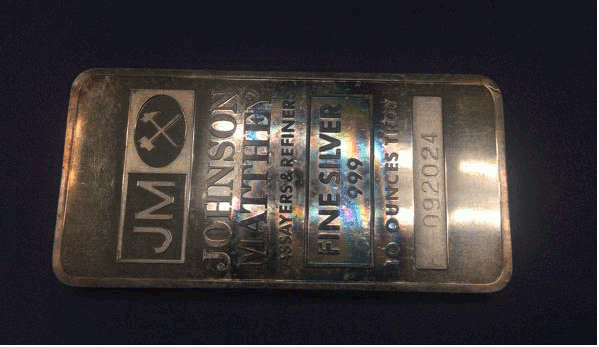 JM
JOHNSON
MATTHEY
ASSAYERS & REFINERS
FINE SILVER
999
10 OUNCES TROY
092024